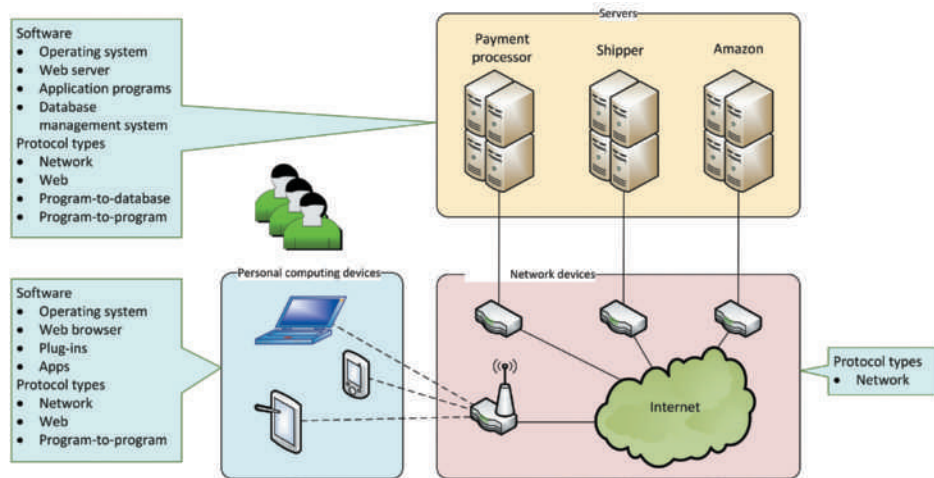 Servers
Payment
processor
Shipper
Amazon
Software
• Operating system
• Web server
• Application programs
• Database
management system
Protocol types
• Network
• Web
• Program-to-database
• Program-to-program
Personal computing devices
Network devices
Software
• Operating system
• Web browser
• Plug-ins
• Apps
Protocol types
• Network
• Web
• Program-to-program
Internet
Protocol types
• Network